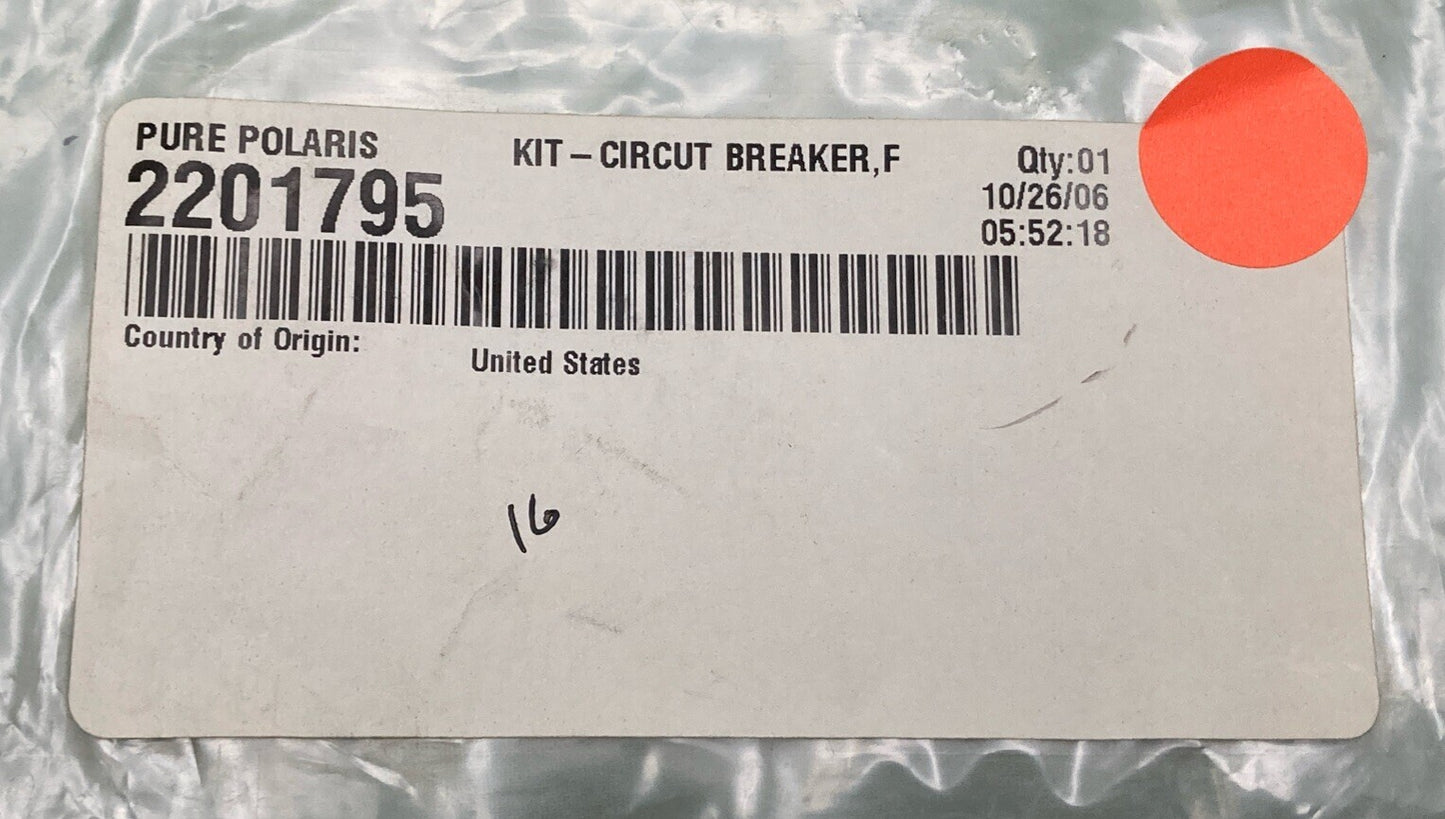 PURE POLARIS
2201795
KIT – CIRCUT BREAKER,F
Qty:01
10/26/06
05:52:18
Country of Origin:
United States
16